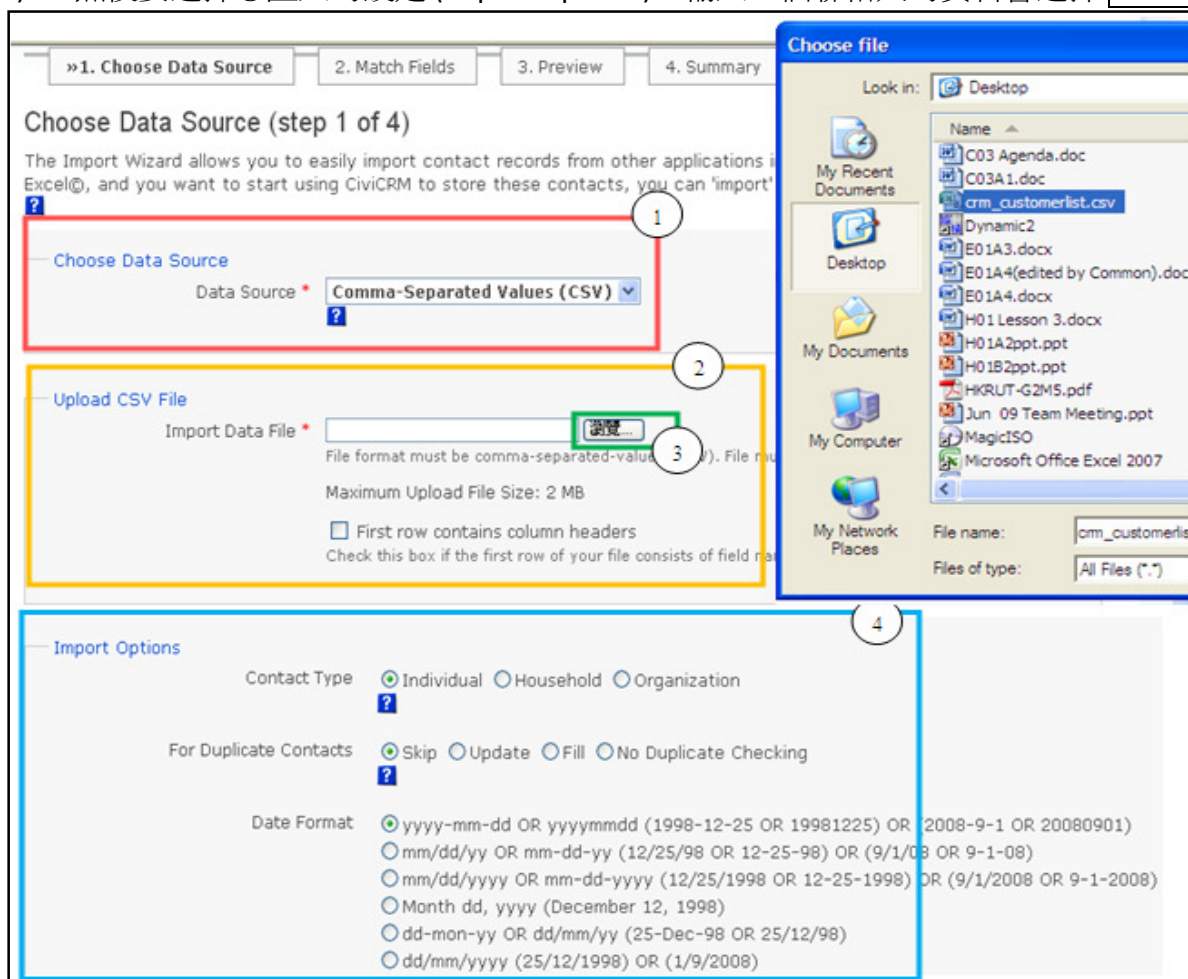 »1. Choose Data Source
2. Match Fields
3. Preview
4. Summary
Choose Data Source (step 1 of 4)
The Import Wizard allows you to easily import contact records from other applications i
Excel©, and you want to start using CiviCRM to store these contacts, you can 'import'
?
1
Choose Data Source
Data Source * Comma-Separated Values (CSV)
?
2
Upload CSV File
Import Data File * 瀏覽...
3
File format must be comma-separated-value V). File mu
Maximum Upload File Size: 2 MB
First row contains column headers
Check this box if the first row of your file consists of field na
4
Import Options
Contact Type Individual Household Organization
?
For Duplicate Contacts Skip Update Fill No Duplicate Checking
?
Date Format yyyy-mm-dd OR yyyymmdd (1998-12-25 OR 19981225) OR (2008-9-1 OR 20080901)
mm/dd/yy OR mm-dd-yy (12/25/98 OR 12-25-98) OR (9/1/08 OR 9-1-08)
mm/dd/yyyy OR mm-dd-yyyy (12/25/1998 OR 12-25-1998) OR (9/1/2008 OR 9-1-2008)
Month dd, yyyy (December 12, 1998)
dd-mon-yy OR dd/mm/yy (25-Dec-98 OR 25/12/98)
dd/mm/yyyy (25/12/1998) OR (1/9/2008)
Choose file
Look in: Desktop
My Recent
Documents
Desktop
My Documents
My Computer
My Network
Places
Name
C03 Agenda.doc
C03A1.doc
crm_customerlist.csv
Dynamic2
E01A3.docx
E01A4(edited by Common).doc
E01A4.docx
H01 Lesson 3.docx
H01A2ppt.ppt
H01B2ppt.ppt
HKRUT-G2M5.pdf
Jun 09 Team Meeting.ppt
MagicISO
Microsoft Office Excel 2007
File name: crm_customerlis
Files of type: All Files (*.*)